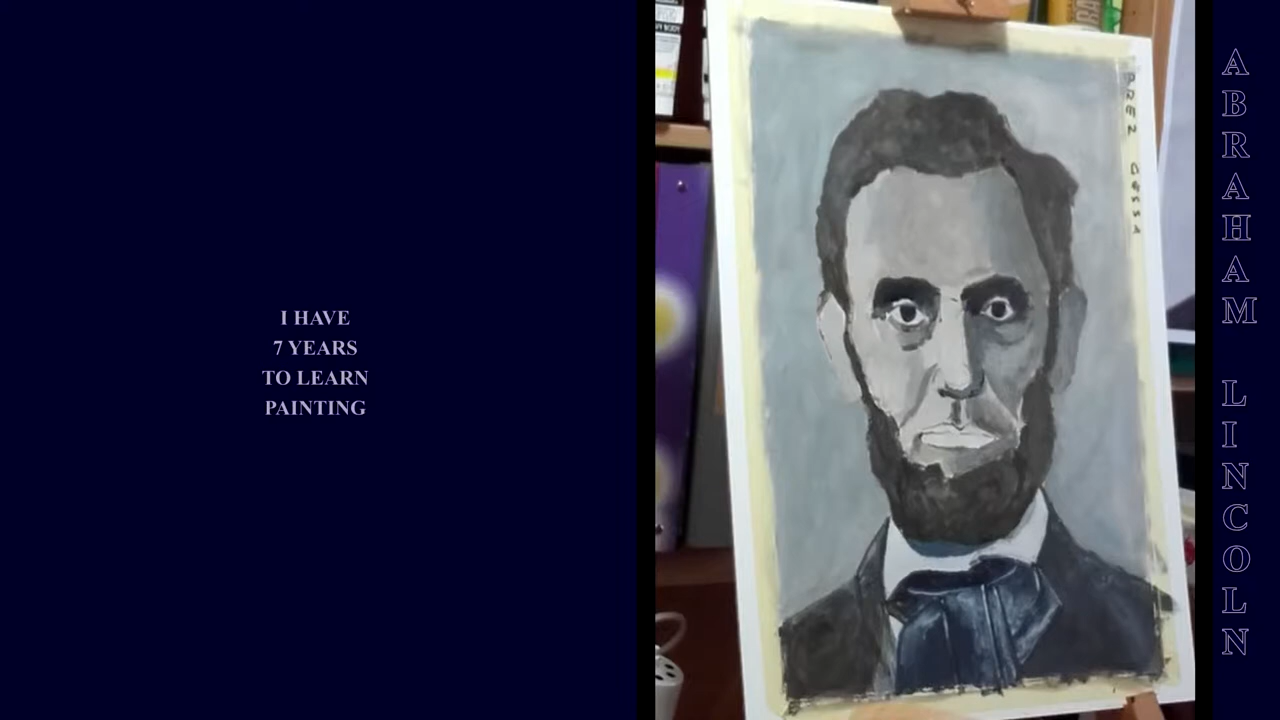 I HAVE
7 YEARS
TO LEARN
PAINTING
ABRAHAM LINCOLN